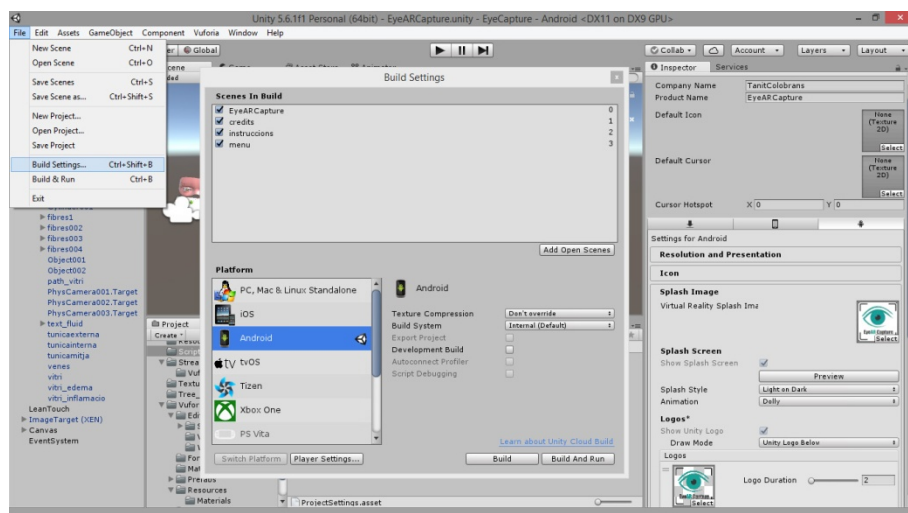 Unity 5.6.1f1 Personal (64bit) - EyeARCapture.unity - EyeCapture - Android <DX11 on DX9 GPU>
File Edit Assets GameObject Component Vuforia Window Help
New Scene Ctrl+N
Open Scene Ctrl+O
Save Scenes Ctrl+S
Save Scene as... Ctrl+Shift+S
New Project...
Open Project...
Save Project
Build Settings... Ctrl+Shift+B
Build & Run Ctrl+B
Exit
Global
Collab Account Layers Layout
fibres1
fibres002
fibres003
fibres004
Object001
Object002
path_vitri
PhysCamera001.Target
PhysCamera002.Target
PhysCamera003.Target
text_fluid
tunicaexterna
tunicainterna
tunicamitja
venes
vitri
vitri_edema
vitri_inflamacio
LeanTouch
ImageTarget (XEN)
Canvas
EventSystem
Project
Create
Prefabs
Resources
Materials
ProjectSettings.asset
Build Settings
Scenes In Build
EyeARCapture 0
credits 1
instruccions 2
menu 3
Add Open Scenes
Platform
PC, Mac & Linux Standalone
iOS
Android
tvOS
Tizen
Xbox One
PS Vita
Android
Texture Compression Don't override
Build System Internal (Default)
Export Project
Development Build
Autoconnect Profiler
Script Debugging
Learn about Unity Cloud Build
Switch Platform Player Settings... Build Build And Run
Inspector Services
Company Name TanitColobrans
Product Name EyeARCapture
Default Icon None (Texture 2D)
Select
Default Cursor None (Texture 2D)
Select
Cursor Hotspot X 0 Y 0
Settings for Android
Resolution and Presentation
Icon
Splash Image
Virtual Reality Splash Ima
Select
Splash Screen
Show Splash Screen
Preview
Splash Style Light on Dark
Animation Dolly
Logos*
Show Unity Logo
Draw Mode Unity Logo Below
Logos
Logo Duration 2
Select